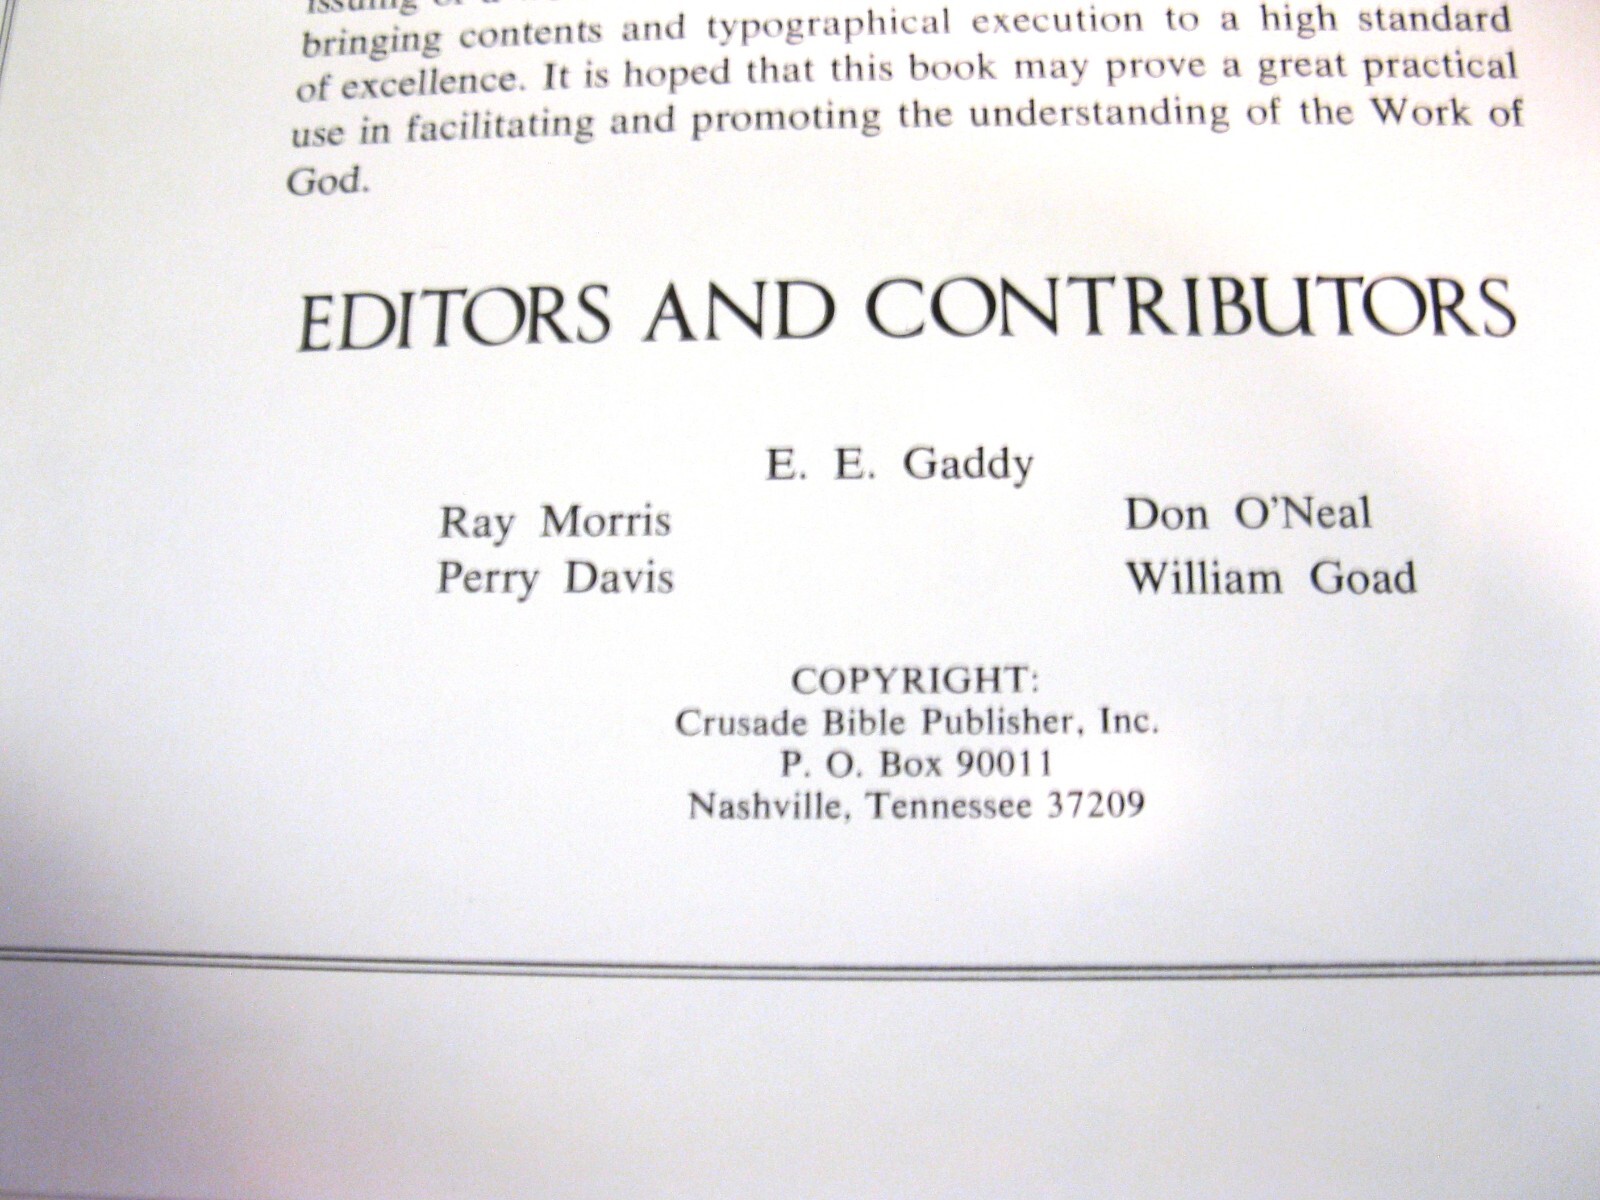 issuing of a
bringing contents and typographical execution to a high standard
of excellence. It is hoped that this book may prove a great practical
use in facilitating and promoting the understanding of the Work of
God.
EDITORS AND CONTRIBUTORS
E. E. Gaddy
Ray Morris Don O'Neal
Perry Davis William Goad
COPYRIGHT:
Crusade Bible Publisher, Inc.
P. O. Box 90011
Nashville, Tennessee 37209